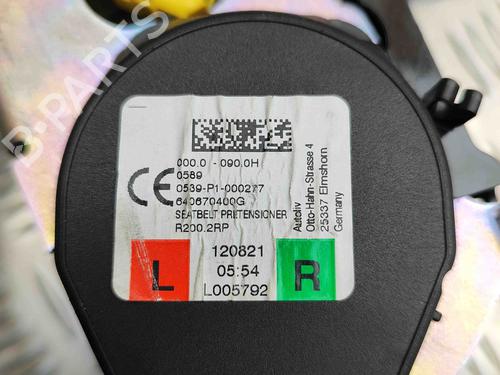 000.0 - 090.0H
0589
CE 0539-P1-000277
640670400G
SEATBELT PRETENSIONER
R200.2RP
120821
05:54
L005792
L
R
Autoliv
Otto-Hahn-Strasse 4
25337 Elmshorn
Germany
B-PARTS